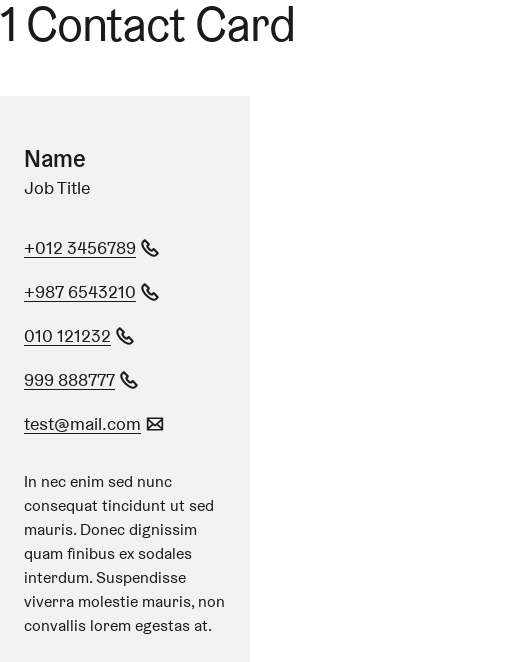 1 Contact Card
Name
Job Title
+012 3456789
+987 6543210
010 121232
999 888777
test@mail.com
In nec enim sed nunc
consequat tincidunt ut sed
mauris. Donec dignissim
quam finibus ex sodales
interdum. Suspendisse
viverra molestie mauris, non
convallis lorem egestas at.